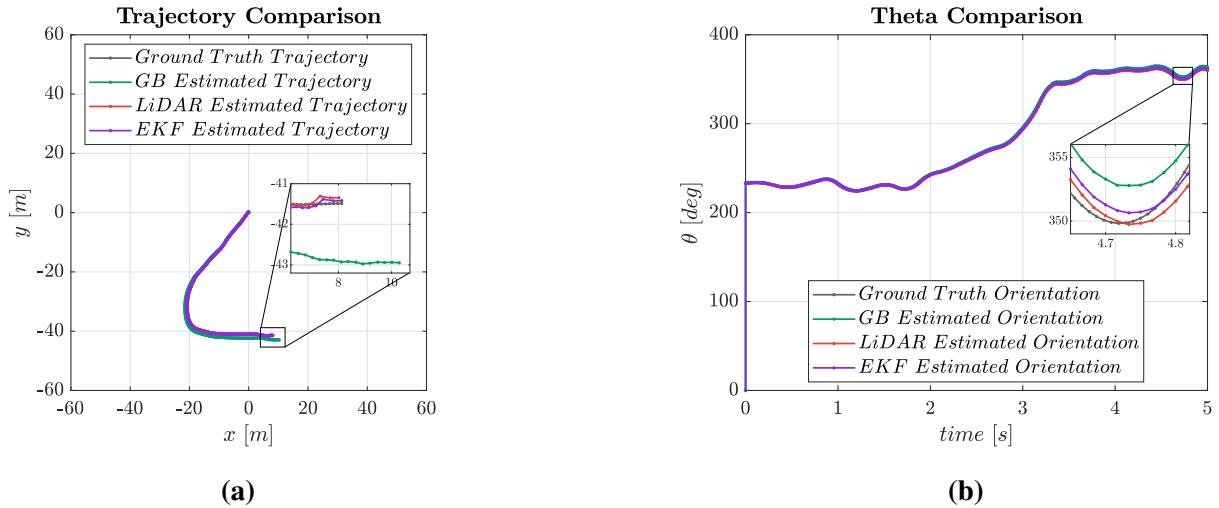 Trajectory Comparison
60
40
20
0
-20
-40
-60
-60
-40
-20
0
20
40
60
y [m]
x [m]
Ground Truth Trajectory
GB Estimated Trajectory
LiDAR Estimated Trajectory
EKF Estimated Trajectory
-41
-42
-43
8
10
(a)
Theta Comparison
400
300
200
100
0
0
1
2
3
4
5
θ [deg]
time [s]
355
350
4.7
4.8
Ground Truth Orientation
GB Estimated Orientation
LiDAR Estimated Orientation
EKF Estimated Orientation
(b)